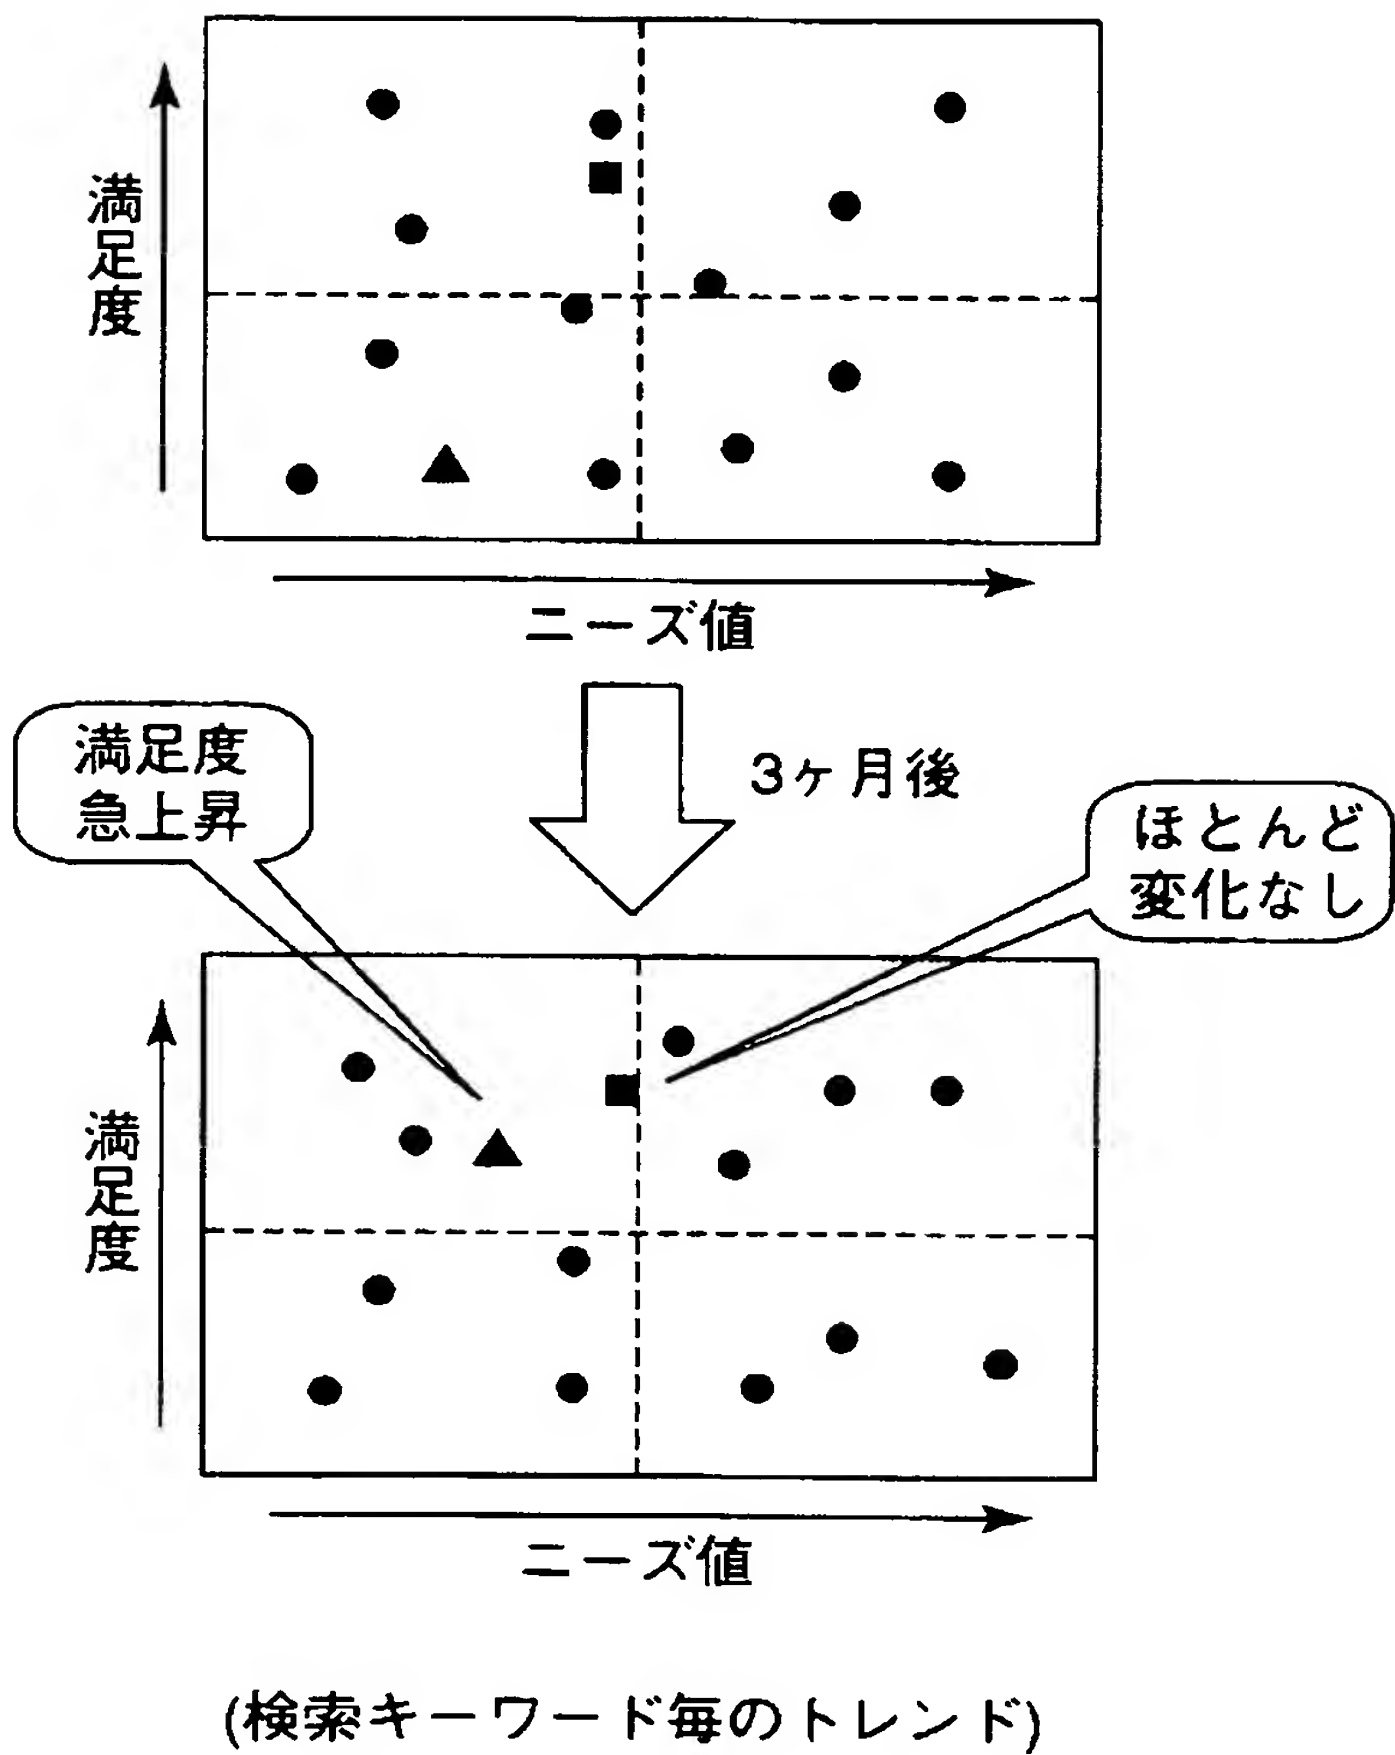 満足度
ニーズ値
満足度
急上昇
3ヶ月後
ほとんど
変化なし
満足度
ニーズ値
(検索キーワード毎のトレンド)